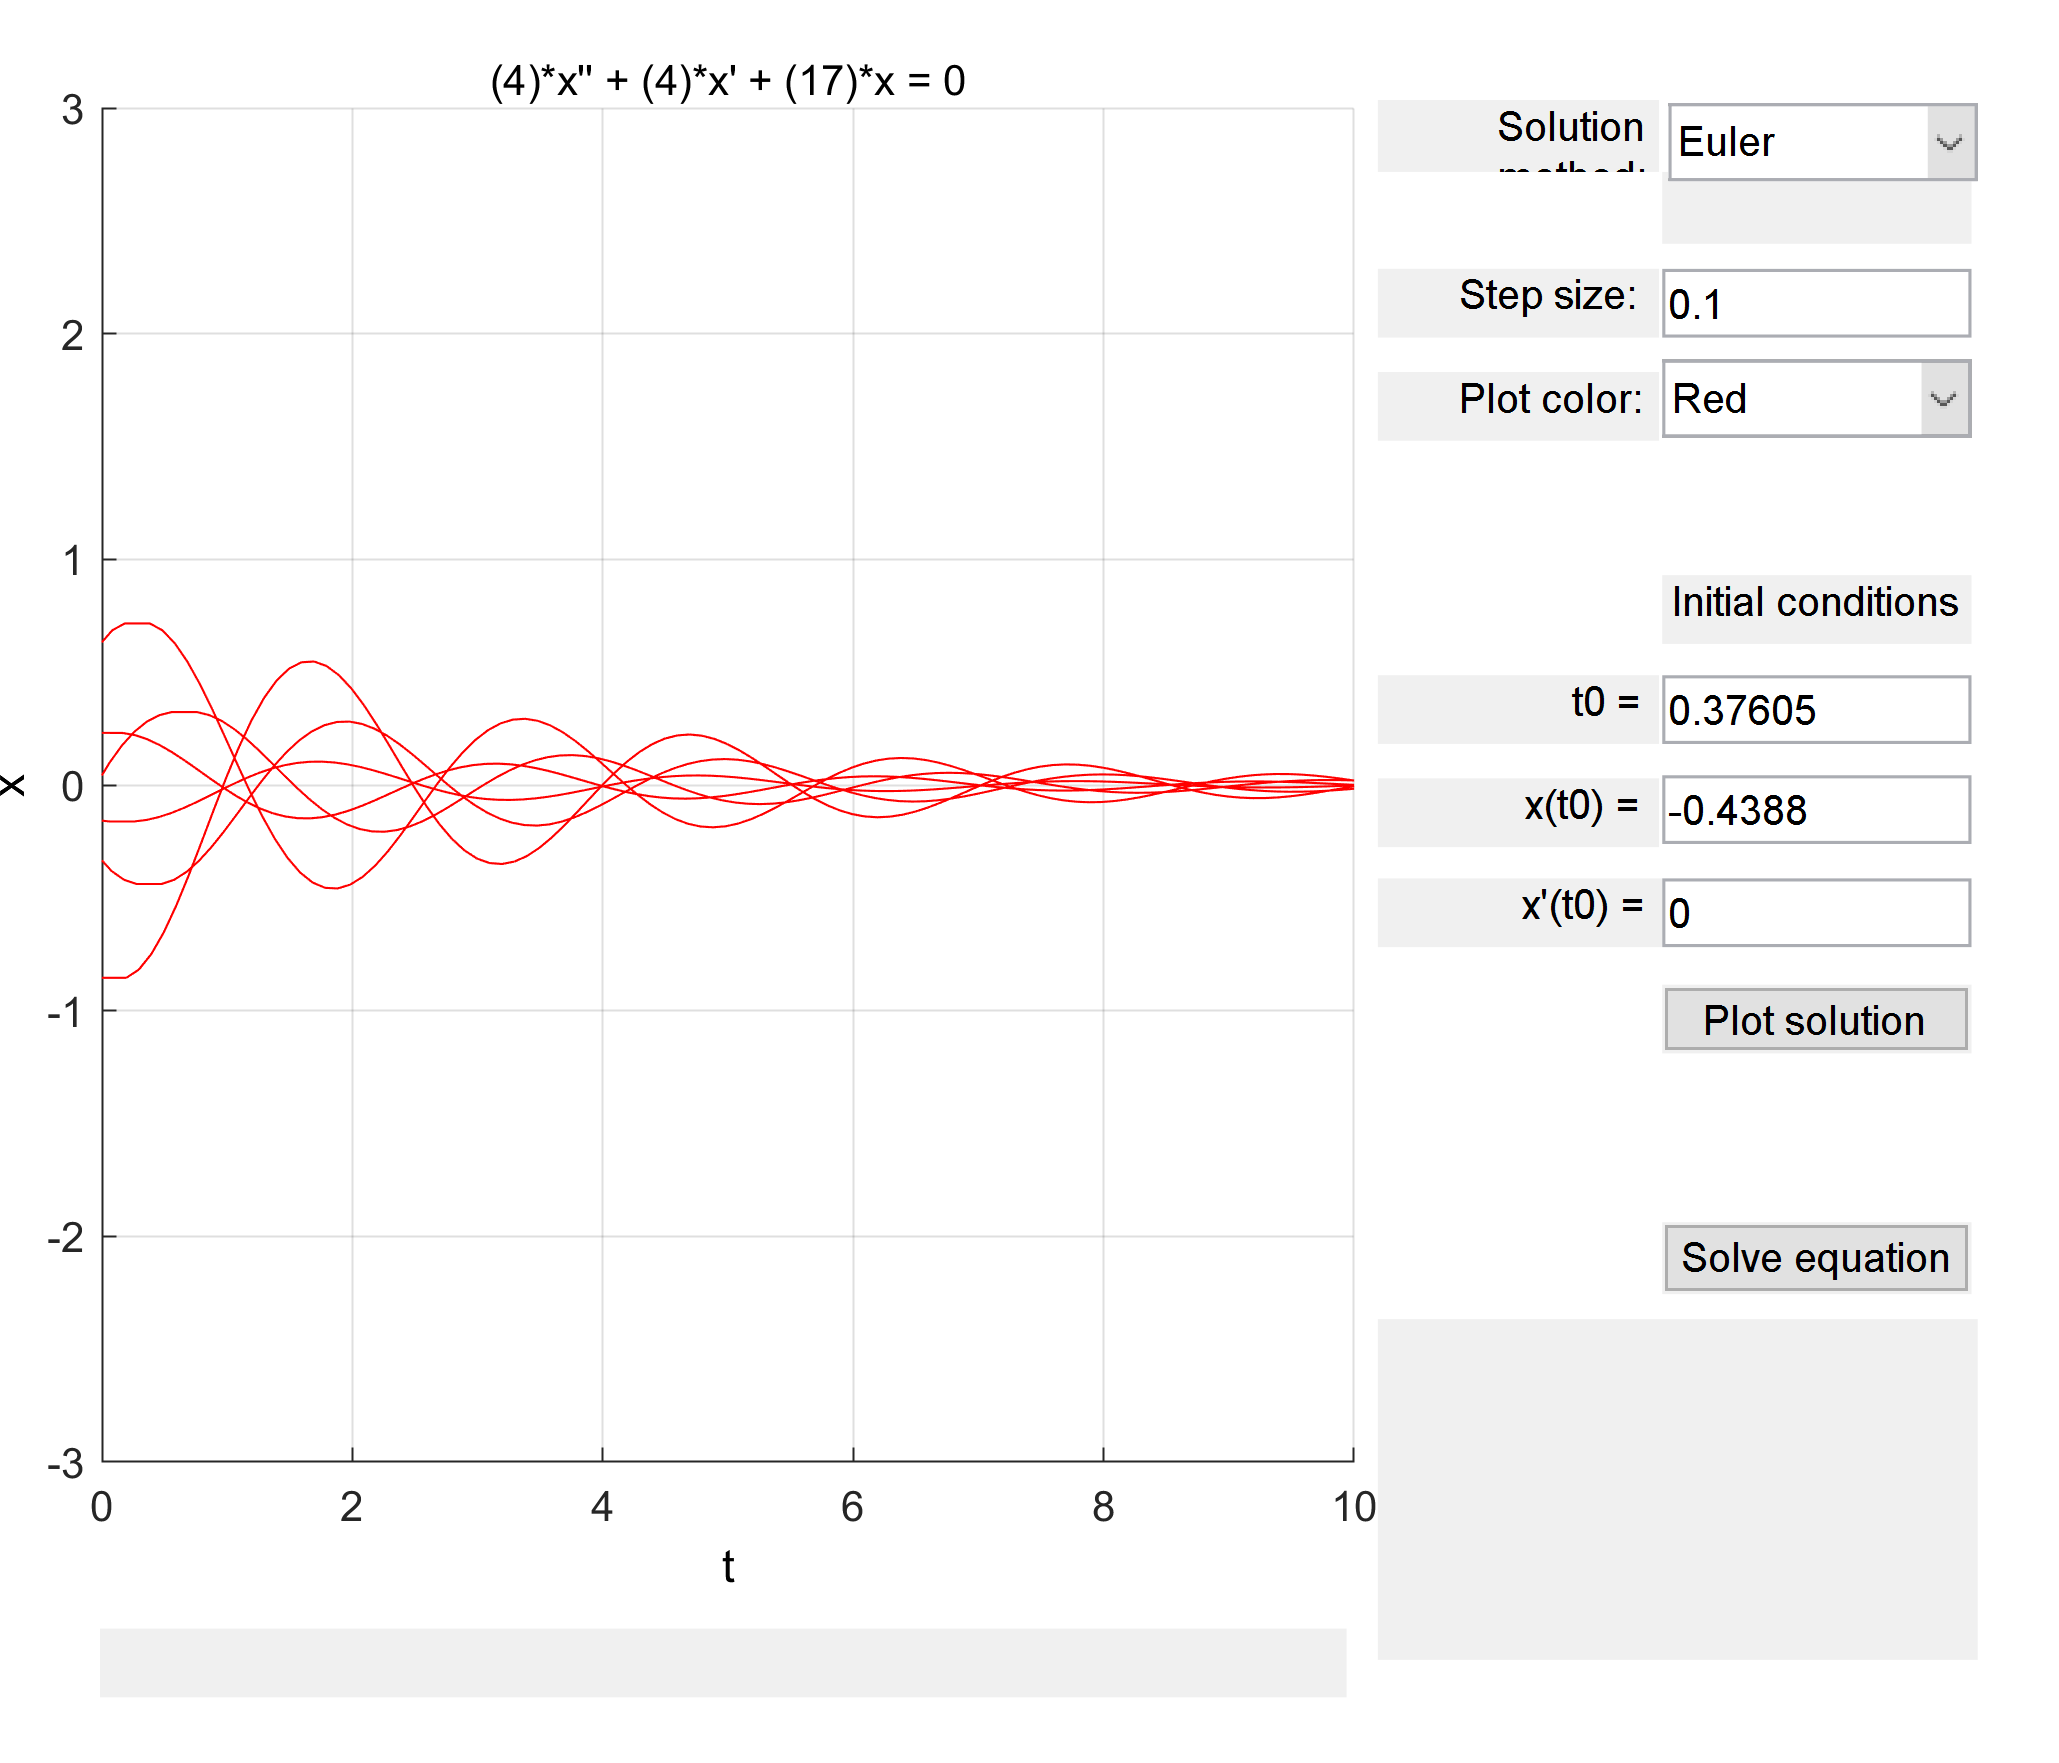 (4)*x'' + (4)*x' + (17)*x = 0
3
2
1
0
-1
-2
-3
x
0 2 4 6 8 10
t
Solution
method:
Euler
Step size: 0.1
Plot color: Red
Initial conditions
t0 = 0.37605
x(t0) = -0.4388
x'(t0) = 0
Plot solution
Solve equation